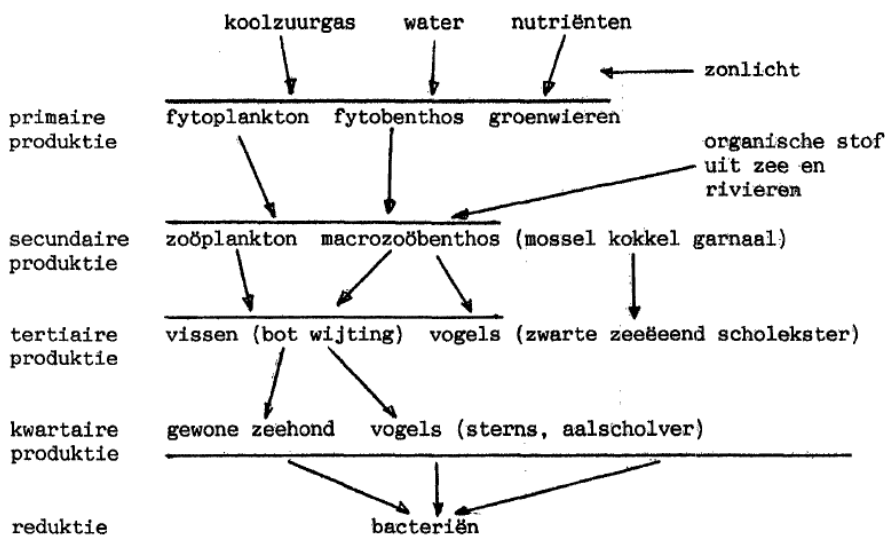 koolzuurgas water nutriënten
zonlicht
primaire fytoplankton fytobenthos groenwieren
produktie
organische stof
uit zee en
rivieren
secundaire zoöplankton macrozoöbenthos (mossel kokkel garnaal)
produktie
tertiaire vissen (bot wijting) vogels (zwarte zeeëeend scholekster)
produktie
kwartaire gewone zeehond vogels (sterns, aalscholver)
produktie
reduktie bacteriën